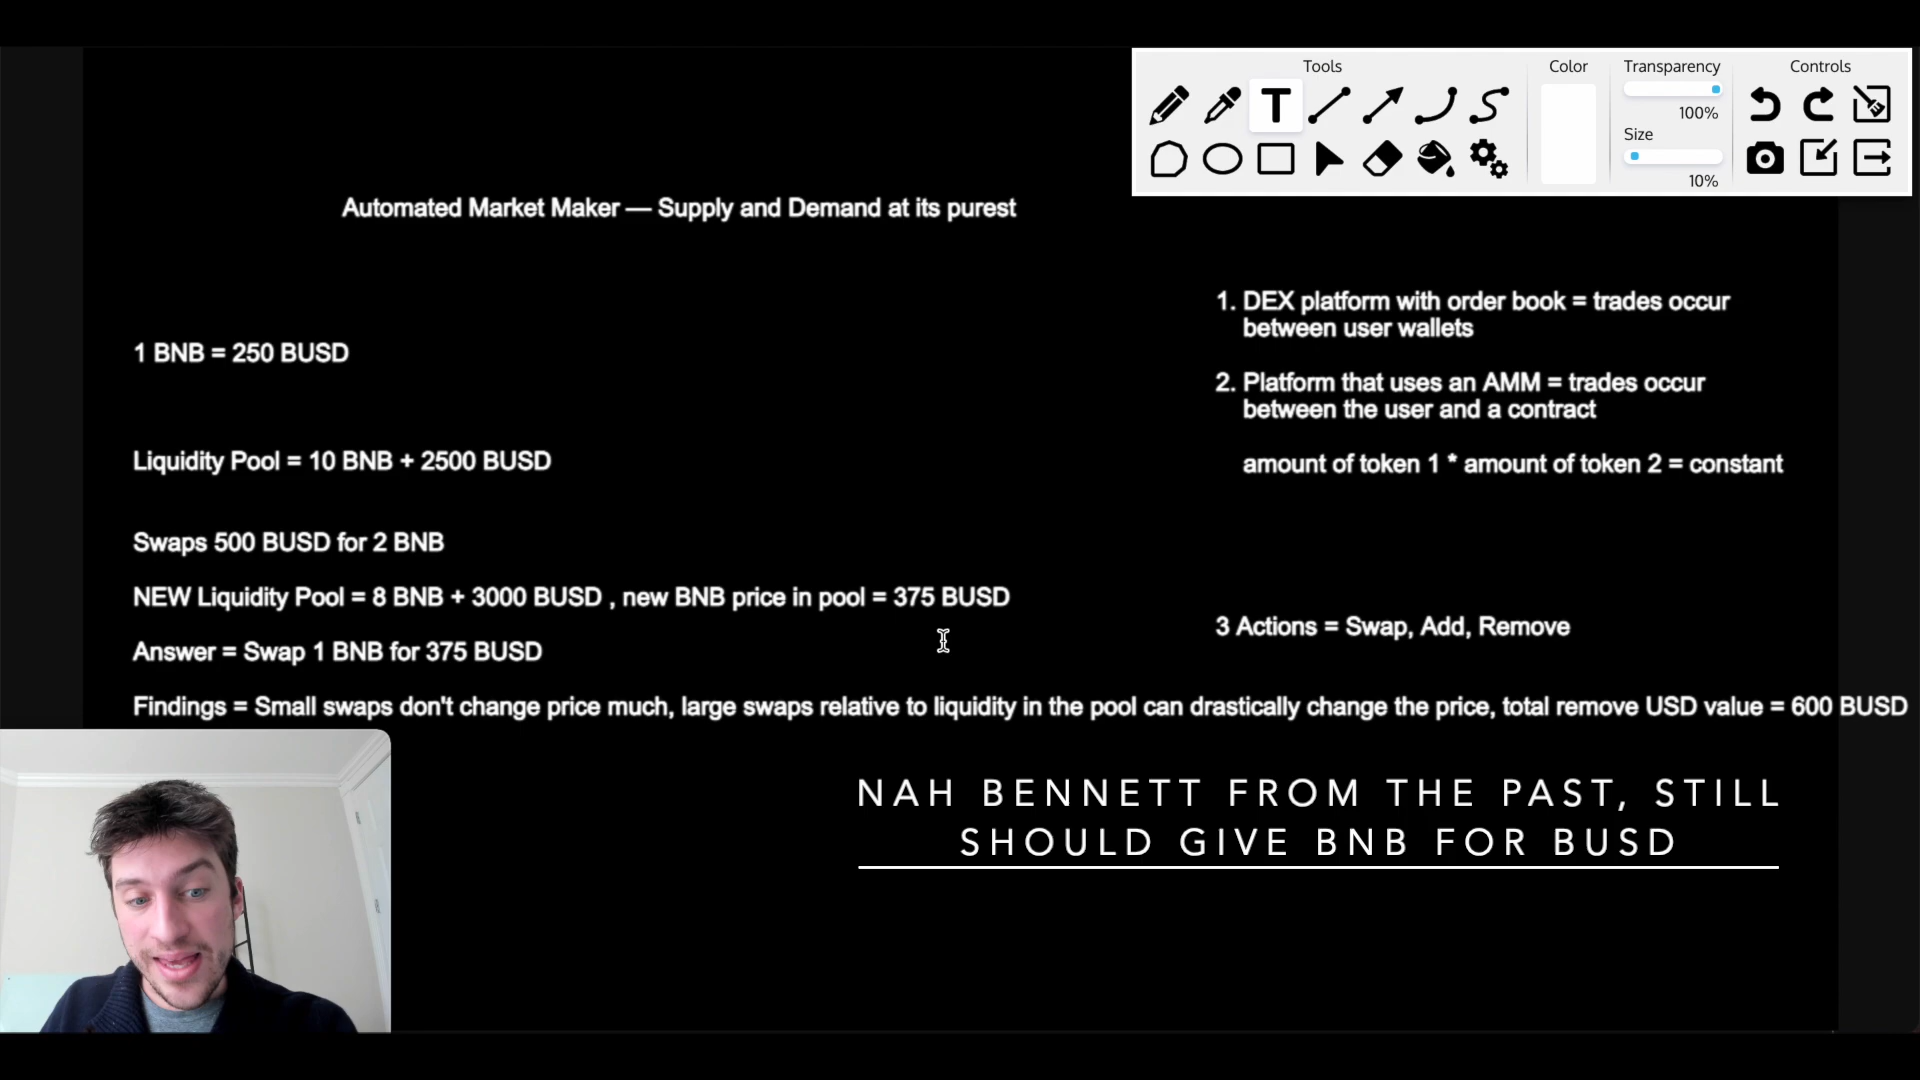 Tools
Color
Transparency
Controls
100%
Size
10%
T
Automated Market Maker — Supply and Demand at its purest
1 BNB = 250 BUSD
Liquidity Pool = 10 BNB + 2500 BUSD
Swaps 500 BUSD for 2 BNB
NEW Liquidity Pool = 8 BNB + 3000 BUSD , new BNB price in pool = 375 BUSD
Answer = Swap 1 BNB for 375 BUSD
Findings = Small swaps don't change price much, large swaps relative to liquidity in the pool can drastically change the price, total remove USD value = 600 BUSD
1. DEX platform with order book = trades occur
between user wallets
2. Platform that uses an AMM = trades occur
between the user and a contract
amount of token 1 * amount of token 2 = constant
3 Actions = Swap, Add, Remove
NAH BENNETT FROM THE PAST, STILL
SHOULD GIVE BNB FOR BUSD